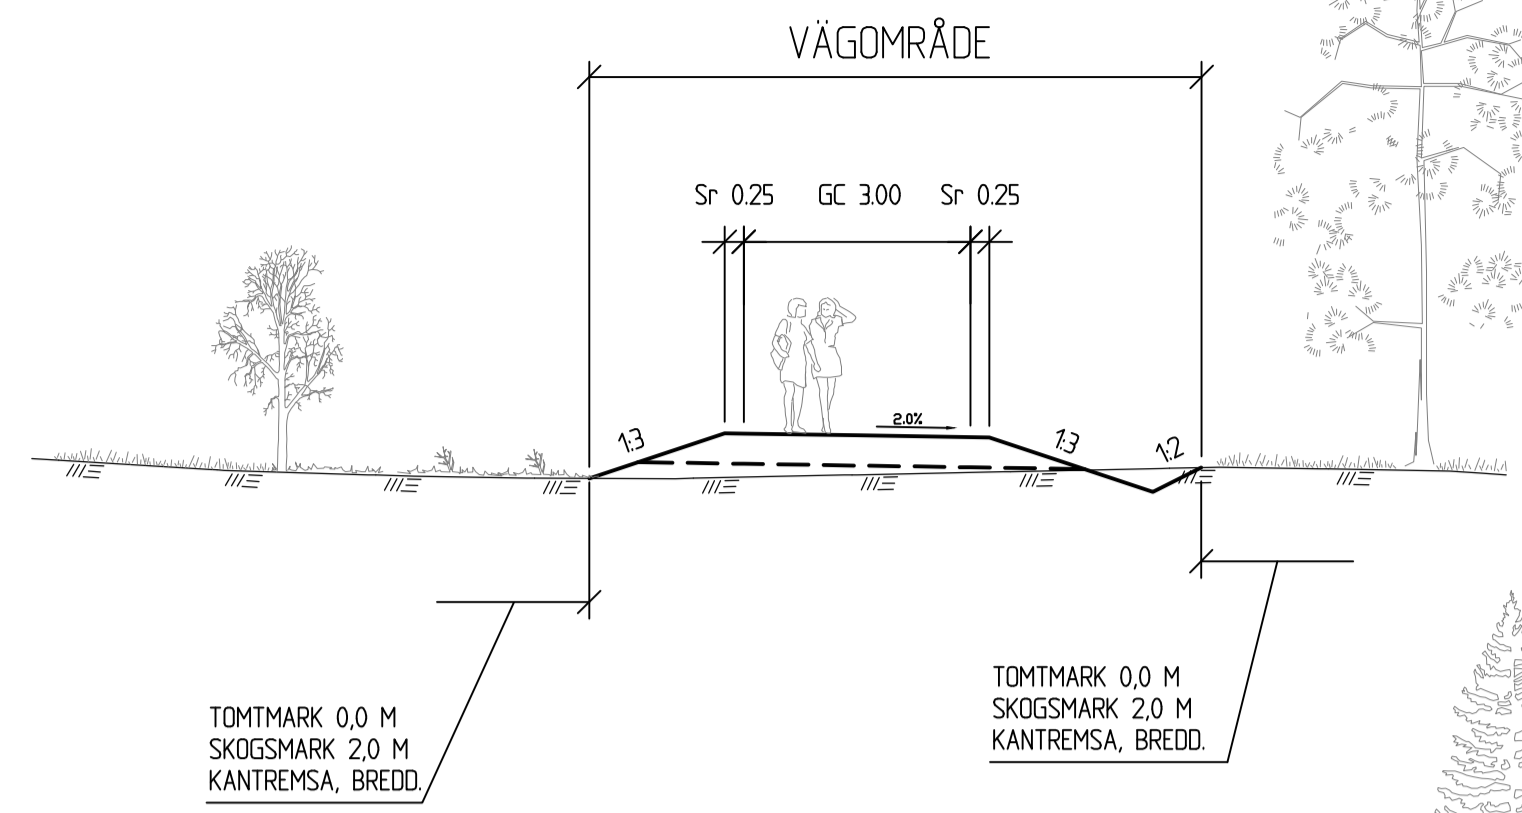 VÄGOMRÅDE
Sr 0.25 GC 3.00 Sr 0.25
2.0%
1:3 1:3 1:2
TOMTMARK 0,0 M
SKOGSMARK 2,0 M
KANTREMSA, BREDD.
TOMTMARK 0,0 M
SKOGSMARK 2,0 M
KANTREMSA, BREDD.